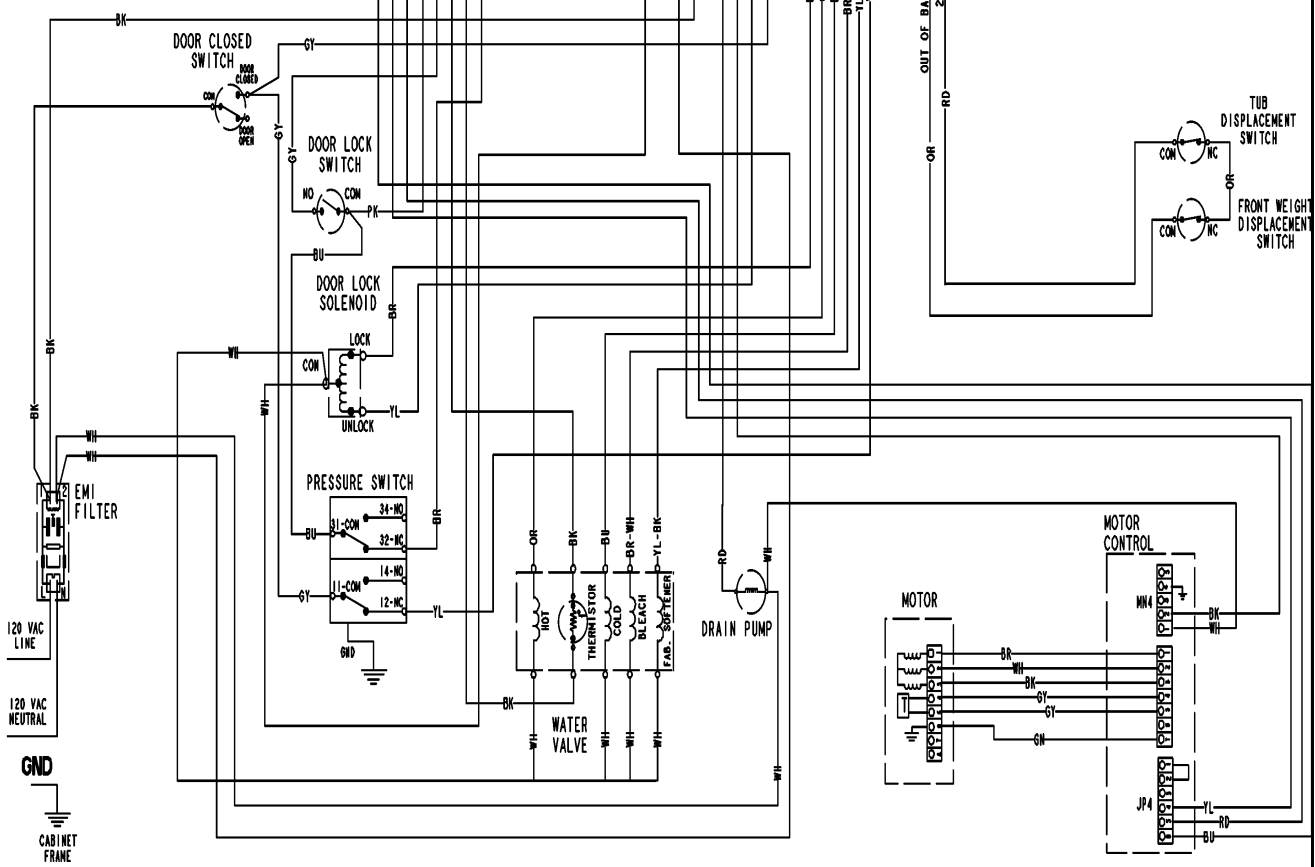 BK
BR
YL
OUT OF BA
2
DOOR CLOSED
SWITCH
GY
DOOR
CLOSED
COM
DOOR
OPEN
GY
RD
TUB
DISPLACEMENT
SWITCH
DOOR LOCK
SWITCH
GY
OR
COM
NC
NO
COM
PK
OR
FRONT WEIGHT
DISPLACEMENT
SWITCH
COM
NC
BU
DOOR LOCK
SOLENOID
BR
BK
WH
LOCK
COM
WH
YL
UNLOCK
BK
WH
WH
1
2
EMI
FILTER
PRESSURE SWITCH
34-NO
31-COM
32-NC
BU
BR
14-NO
11-COM
12-NC
GY
YL
GND
OR
BK
BU
BR-WH
YL-BK
RD
WH
HOT
THERMISTOR
COLD
BLEACH
FAB. SOFTENER
DRAIN PUMP
MOTOR
CONTROL
MN4
BK
WH
L
N
120 VAC
LINE
120 VAC
NEUTRAL
MOTOR
BR
WH
BK
GY
GY
GN
BK
WATER
VALVE
WH
WH
WH
WH
WH
GND
CABINET
FRAME
JP4
YL
RD
BU